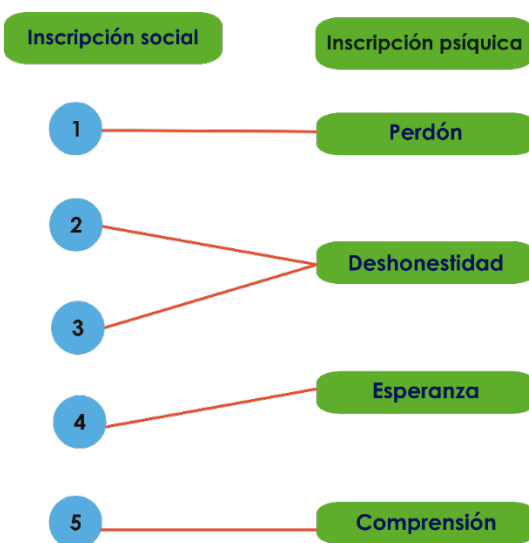 Inscripción social
Inscripción psíquica
1
Perdón
2
Deshonestidad
3
Esperanza
4
5
Comprensión